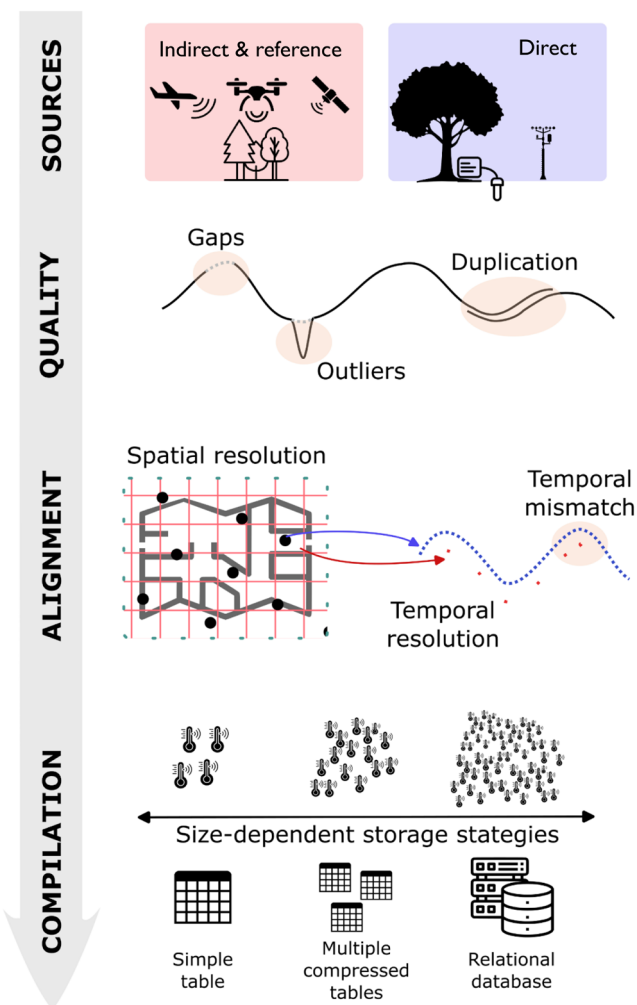 SOURCES
Indirect & reference
Direct
QUALITY
Gaps
Duplication
Outliers
ALIGNMENT
Spatial resolution
Temporal
mismatch
Temporal
resolution
COMPILATION
Size-dependent storage stategies
Simple
table
Multiple
compressed
tables
Relational
database